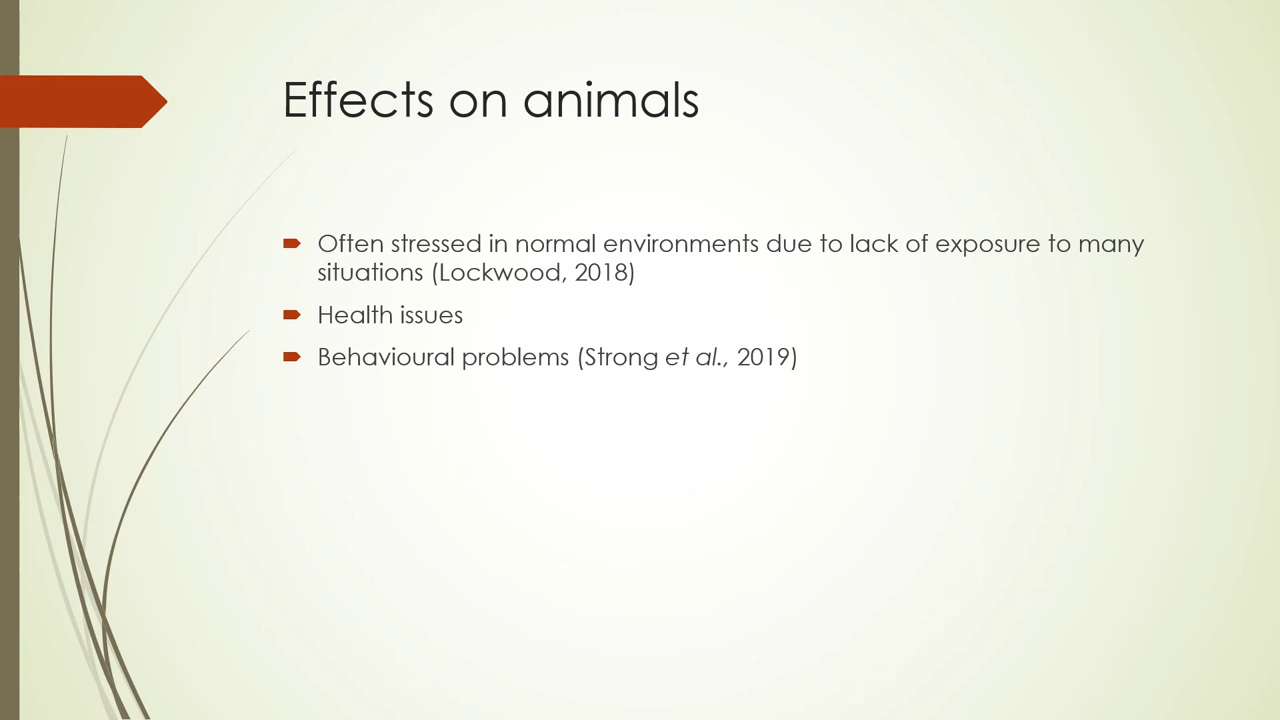 Effects on animals
Often stressed in normal environments due to lack of exposure to many
situations (Lockwood, 2018)
Health issues
Behavioural problems (Strong et al., 2019)